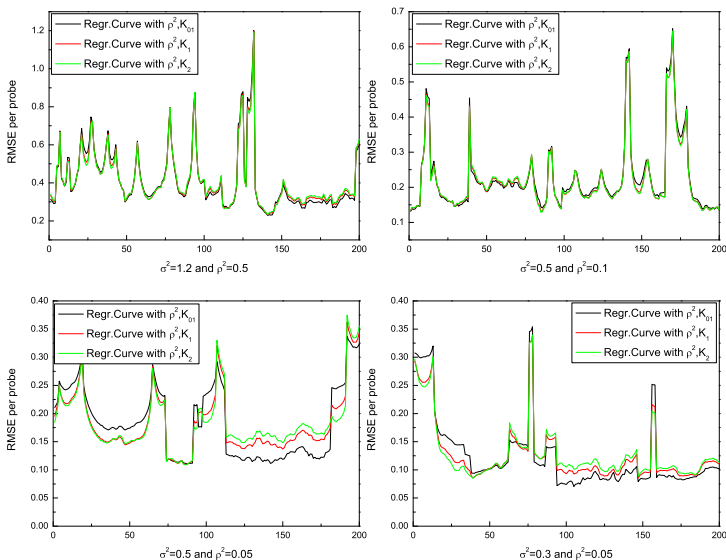 1.2
1.0
0.8
0.6
0.4
0.2
RMSE per probe
Regr.Curve with ρ²,K₀₁
Regr.Curve with ρ²,K₁
Regr.Curve with ρ²,K₂
0 50 100 150 200
σ²=1.2 and ρ²=0.5
0.7
0.6
0.5
0.4
0.3
0.2
0.1
RMSE per probe
Regr.Curve with ρ²,K₀₁
Regr.Curve with ρ²,K₁
Regr.Curve with ρ²,K₂
0 50 100 150 200
σ²=0.5 and ρ²=0.1
0.40
0.35
0.30
0.25
0.20
0.15
0.10
0.05
0.00
RMSE per probe
Regr.Curve with ρ²,K₀₁
Regr.Curve with ρ²,K₁
Regr.Curve with ρ²,K₂
0 50 100 150 200
σ²=0.5 and ρ²=0.05
0.40
0.35
0.30
0.25
0.20
0.15
0.10
0.05
0.00
RMSE per probe
Regr.Curve with ρ²,K₀₁
Regr.Curve with ρ²,K₁
Regr.Curve with ρ²,K₂
0 50 100 150 200
σ²=0.3 and ρ²=0.05